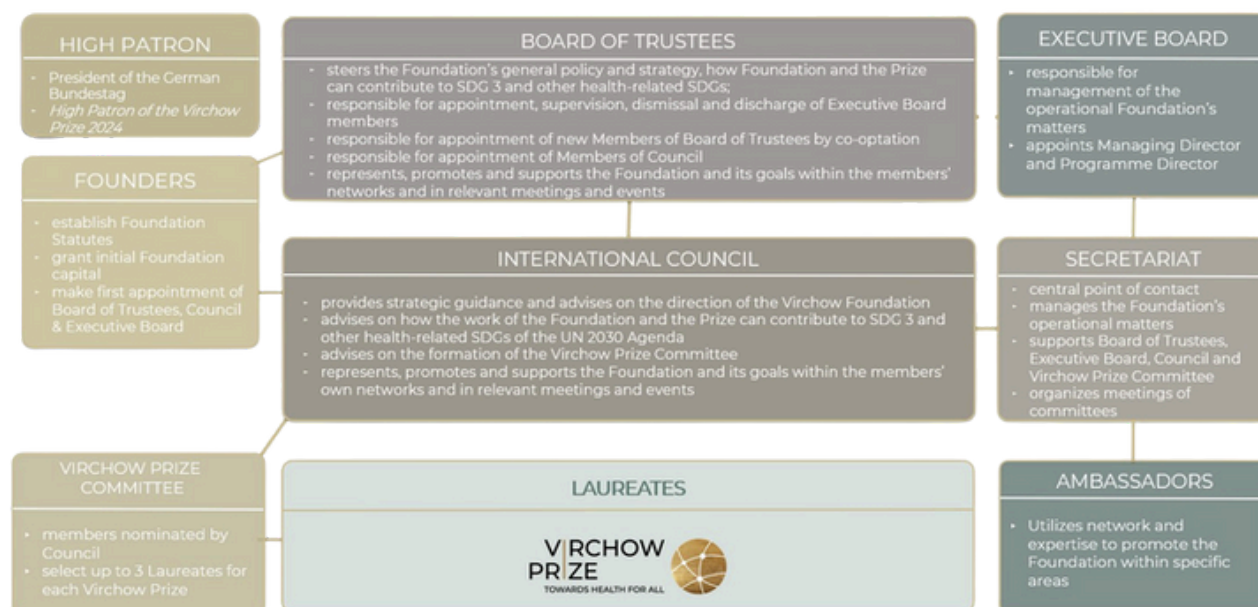 HIGH PATRON
- President of the German
Bundestag
- High Patron of the Virchow
Prize 2024
BOARD OF TRUSTEES
- steers the Foundation's general policy and strategy, how Foundation and the Prize
can contribute to SDG 3 and other health-related SDGs;
• responsible for appointment, supervision, dismissal and discharge of Executive Board
members
• responsible for appointment of new Members of Board of Trustees by co-optation
• responsible for appointment of Members of Council
• represents, promotes and supports the Foundation and its goals within the members'
networks and in relevant meetings and events
EXECUTIVE BOARD
• responsible for
management of the
operational Foundation's
matters
• appoints Managing Director
and Programme Director
FOUNDERS
- establish Foundation
Statutes
- grant initial Foundation
capital
- make first appointment of
Board of Trustees, Council
& Executive Board
INTERNATIONAL COUNCIL
• provides strategic guidance and advises on the direction of the Virchow Foundation
• advises on how the work of the Foundation and the Prize can contribute to SDG 3 and
other health-related SDGs of the UN 2030 Agenda
• advises on the formation of the Virchow Prize Committee
• represents, promotes and supports the Foundation and its goals within the members'
own networks and in relevant meetings and events
SECRETARIAT
- central point of contact
- manages the Foundation's
operational matters
- supports Board of Trustees,
Executive Board, Council and
Virchow Prize Committee
- organizes meetings of
committees
VIRCHOW PRIZE
COMMITTEE
• members nominated by
Council
• select up to 3 Laureates for
each Virchow Prize
LAUREATES
VIRCHOW
PRIZE
TOWARDS HEALTH FOR ALL
AMBASSADORS
• Utilizes network and
expertise to promote the
Foundation within specific
areas